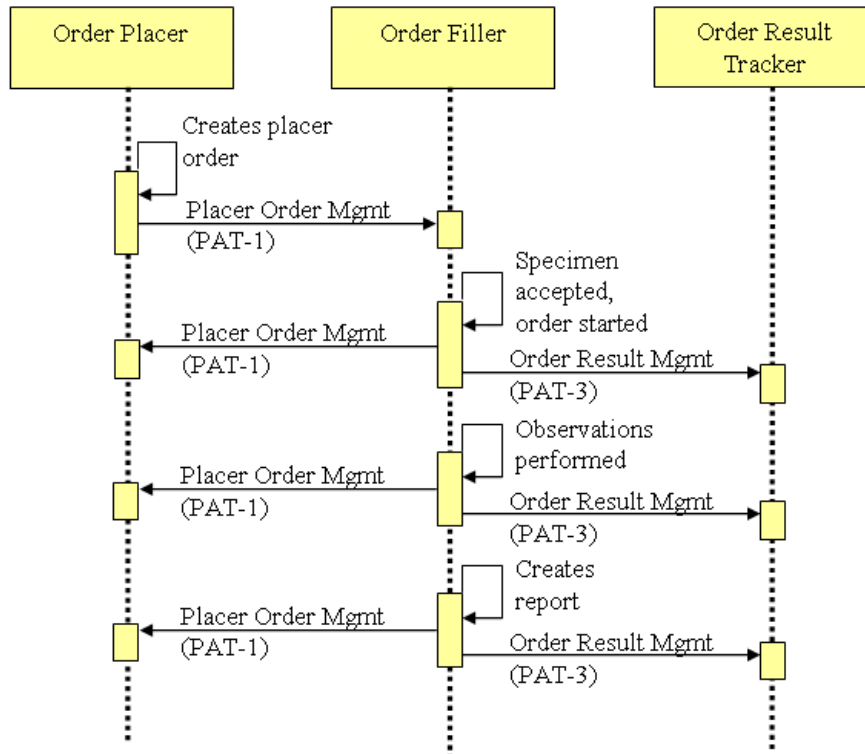 Order Placer
Order Filler
Order Result
Tracker
Creates placer
order
Placer Order Mgmt
(PAT-1)
Specimen
accepted,
order started
Placer Order Mgmt
(PAT-1)
Order Result Mgmt
(PAT-3)
Observations
performed
Placer Order Mgmt
(PAT-1)
Order Result Mgmt
(PAT-3)
Creates
report
Placer Order Mgmt
(PAT-1)
Order Result Mgmt
(PAT-3)